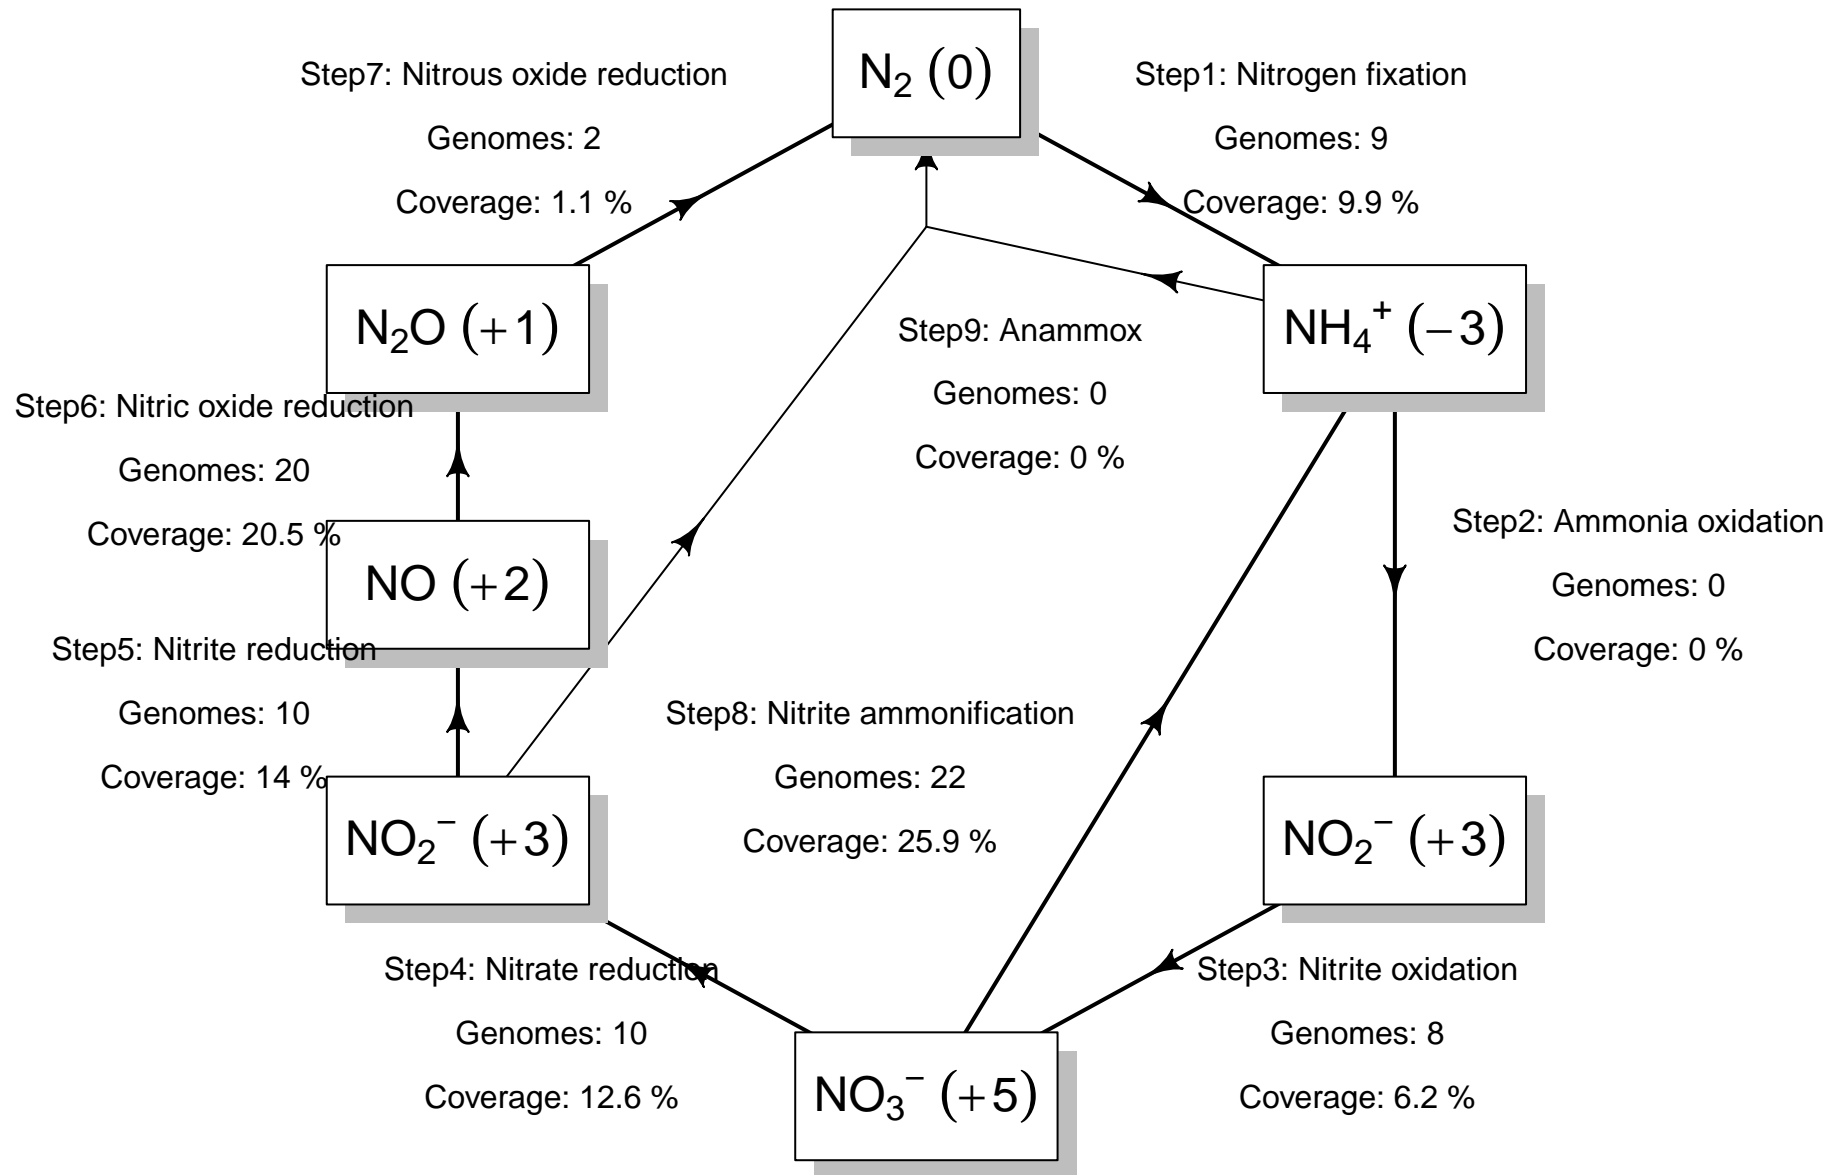 N₂ (0)
Step7: Nitrous oxide reduction
Genomes: 2
Coverage: 1.1 %
Step1: Nitrogen fixation
Genomes: 9
Coverage: 9.9 %
N₂O (+1)
Step9: Anammox
Genomes: 0
Coverage: 0 %
NH₄⁺ (−3)
Step6: Nitric oxide reduction
Genomes: 20
Coverage: 20.5 %
Step2: Ammonia oxidation
Genomes: 0
Coverage: 0 %
NO (+2)
Step5: Nitrite reduction
Genomes: 10
Coverage: 14 %
Step8: Nitrite ammonification
Genomes: 22
Coverage: 25.9 %
NO₂⁻ (+3)
NO₂⁻ (+3)
Step4: Nitrate reduction
Genomes: 10
Coverage: 12.6 %
Step3: Nitrite oxidation
Genomes: 8
Coverage: 6.2 %
NO₃⁻ (+5)